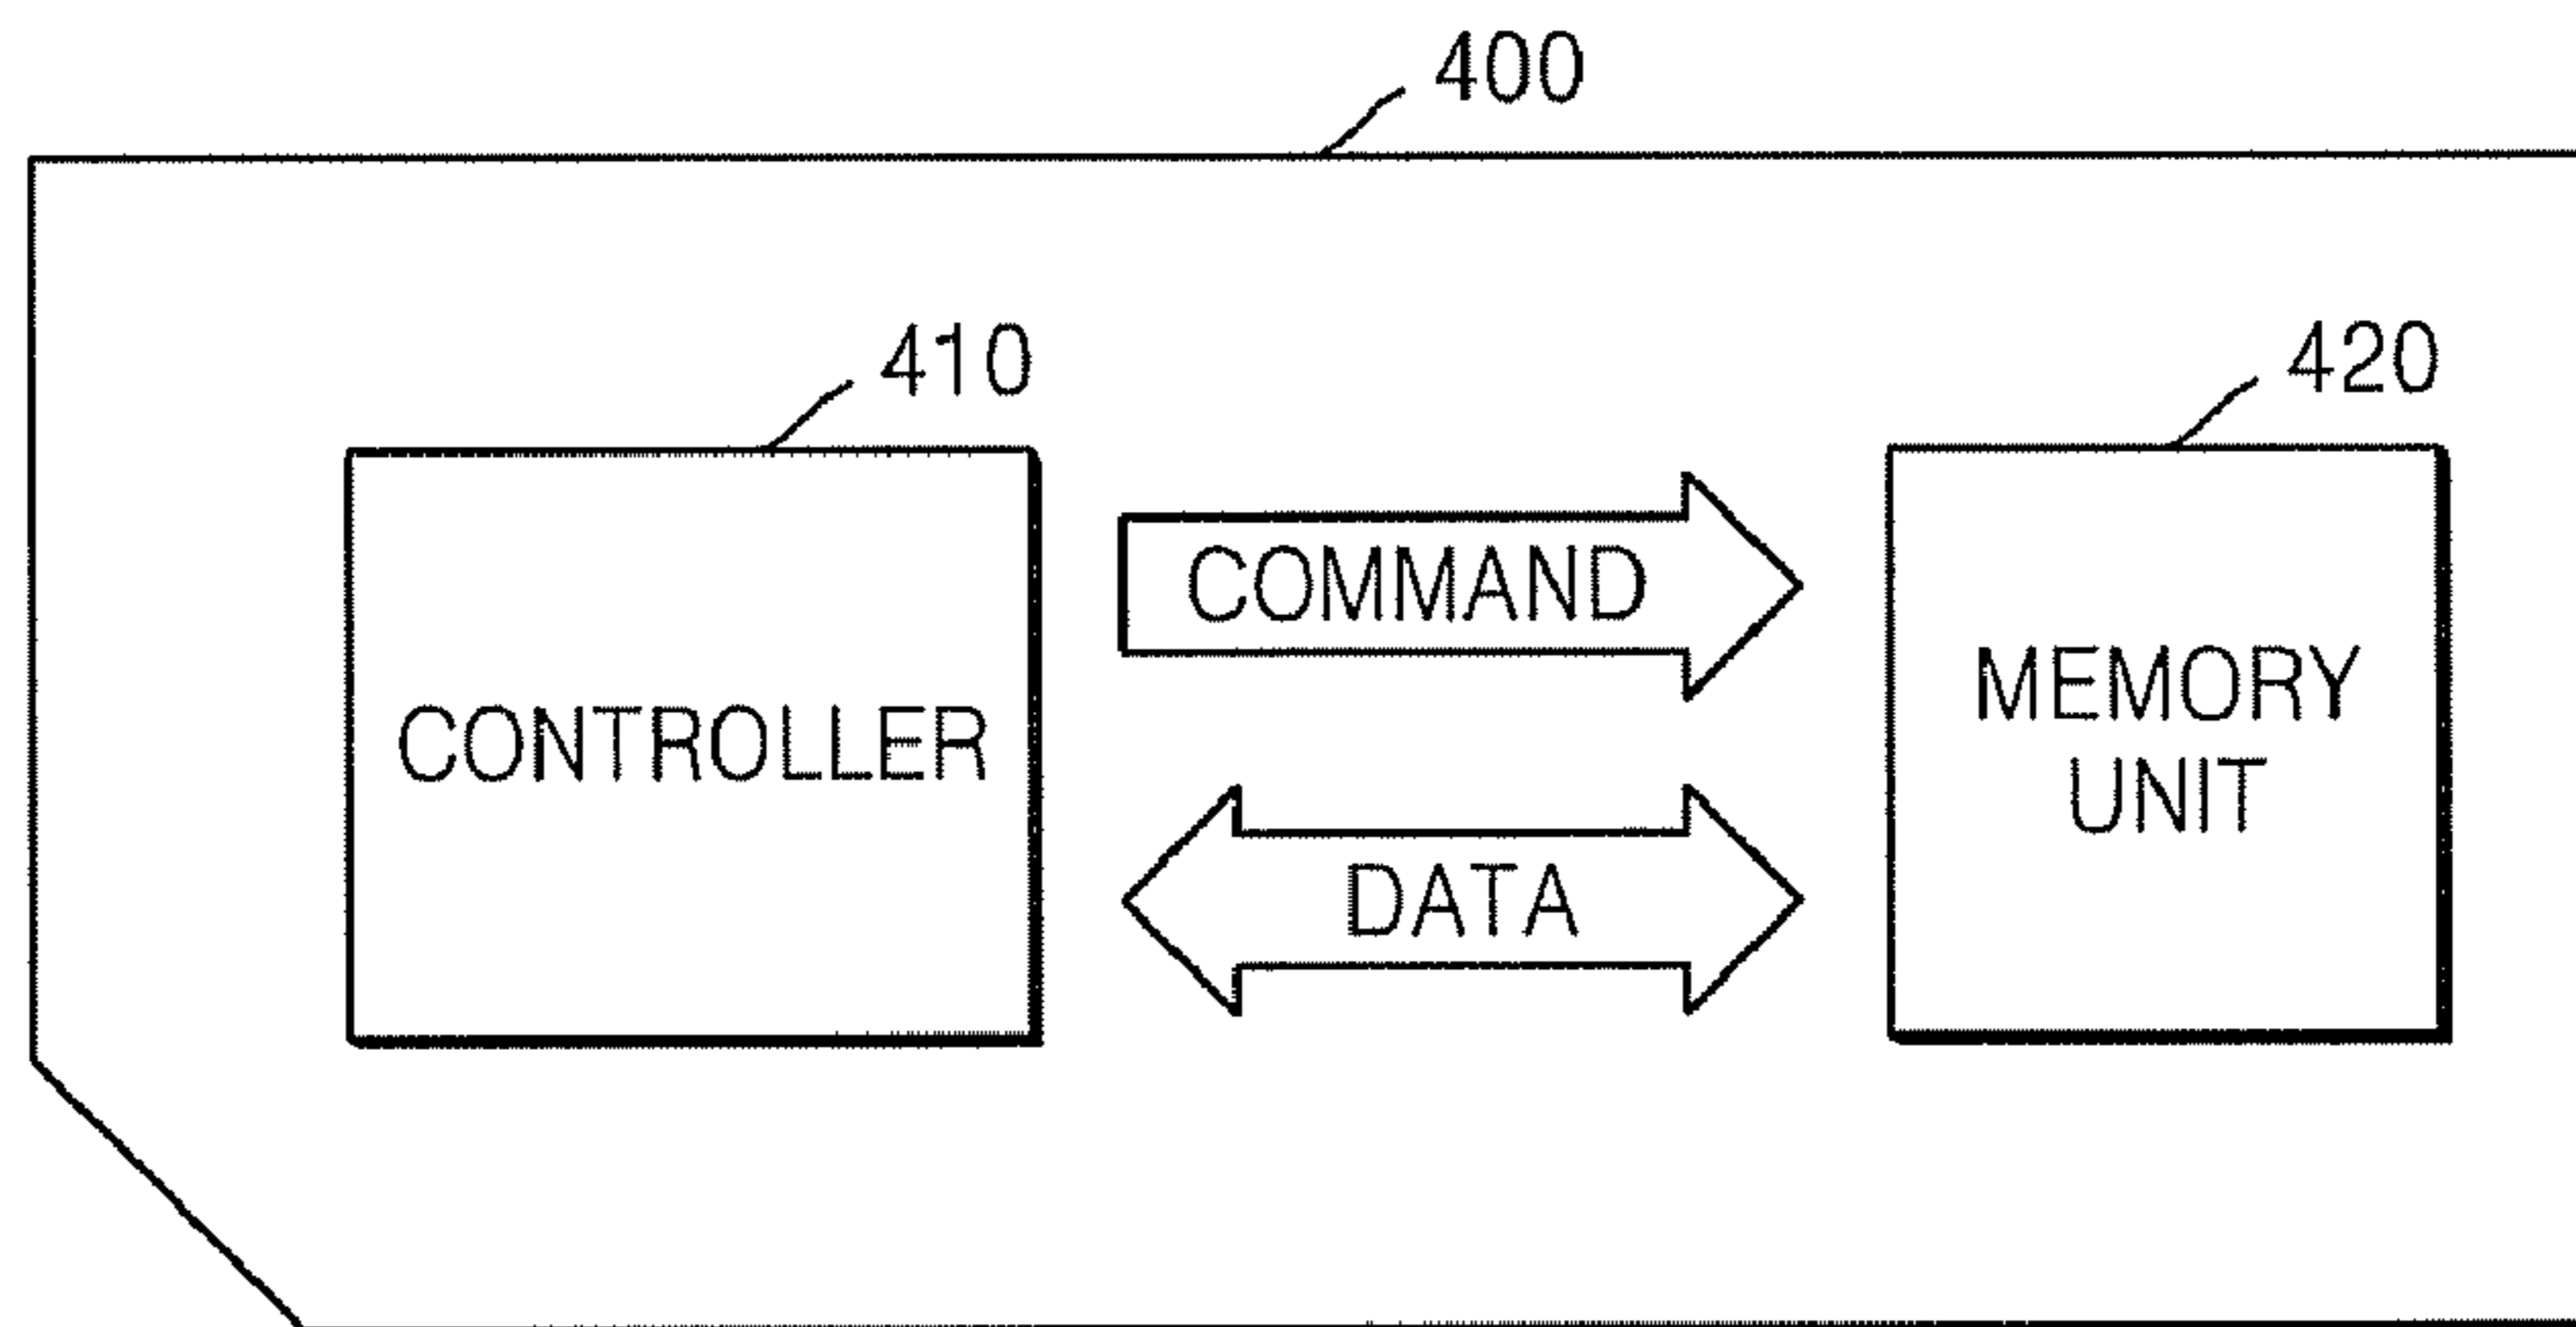 400
410
420
COMMAND
CONTROLLER
MEMORY
UNIT
DATA